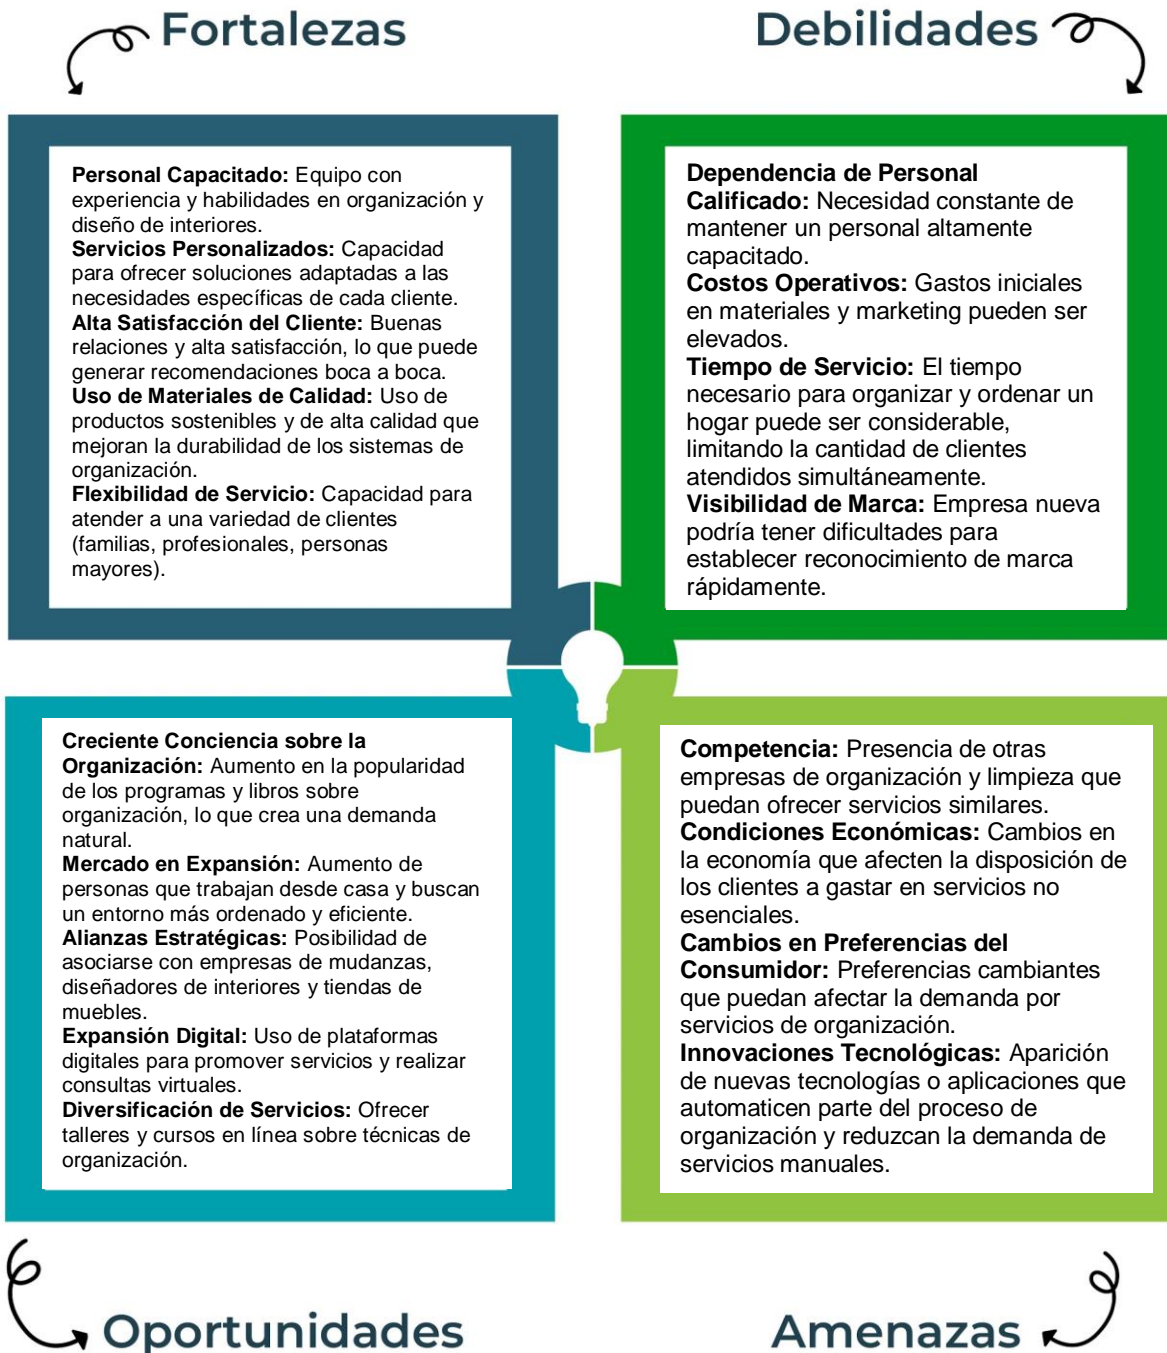 Fortalezas
Personal Capacitado: Equipo con
experiencia y habilidades en organización y
diseño de interiores.
Servicios Personalizados: Capacidad
para ofrecer soluciones adaptadas a las
necesidades específicas de cada cliente.
Alta Satisfacción del Cliente: Buenas
relaciones y alta satisfacción, lo que puede
generar recomendaciones boca a boca.
Uso de Materiales de Calidad: Uso de
productos sostenibles y de alta calidad que
mejoran la durabilidad de los sistemas de
organización.
Flexibilidad de Servicio: Capacidad para
atender a una variedad de clientes
(familias, profesionales, personas
mayores).
Debilidades
Dependencia de Personal
Calificado: Necesidad constante de
mantener un personal altamente
capacitado.
Costos Operativos: Gastos iniciales
en materiales y marketing pueden ser
elevados.
Tiempo de Servicio: El tiempo
necesario para organizar y ordenar un
hogar puede ser considerable,
limitando la cantidad de clientes
atendidos simultáneamente.
Visibilidad de Marca: Empresa nueva
podría tener dificultades para
establecer reconocimiento de marca
rápidamente.
Creciente Conciencia sobre la
Organización: Aumento en la popularidad
de los programas y libros sobre
organización, lo que crea una demanda
natural.
Mercado en Expansión: Aumento de
personas que trabajan desde casa y buscan
un entorno más ordenado y eficiente.
Alianzas Estratégicas: Posibilidad de
asociarse con empresas de mudanzas,
diseñadores de interiores y tiendas de
muebles.
Expansión Digital: Uso de plataformas
digitales para promover servicios y realizar
consultas virtuales.
Diversificación de Servicios: Ofrecer
talleres y cursos en línea sobre técnicas de
organización.
Oportunidades
Competencia: Presencia de otras
empresas de organización y limpieza que
puedan ofrecer servicios similares.
Condiciones Económicas: Cambios en
la economía que afecten la disposición de
los clientes a gastar en servicios no
esenciales.
Cambios en Preferencias del
Consumidor: Preferencias cambiantes
que puedan afectar la demanda por
servicios de organización.
Innovaciones Tecnológicas: Aparición
de nuevas tecnologías o aplicaciones que
automaticen parte del proceso de
organización y reduzcan la demanda de
servicios manuales.
Amenazas